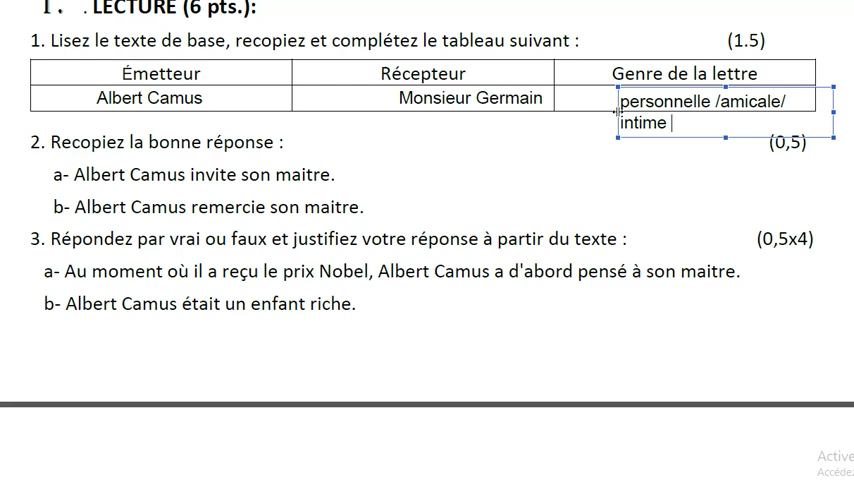 I. . LECTURE (6 pts.):
1. Lisez le texte de base, recopiez et complétez le tableau suivant : (1.5)
Émetteur Récepteur Genre de la lettre
Albert Camus Monsieur Germain personnelle /amicale/
intime
2. Recopiez la bonne réponse : (0,5)
a- Albert Camus invite son maitre.
b- Albert Camus remercie son maitre.
3. Répondez par vrai ou faux et justifiez votre réponse à partir du texte : (0,5x4)
a- Au moment où il a reçu le prix Nobel, Albert Camus a d'abord pensé à son maitre.
b- Albert Camus était un enfant riche.
Active
Accédez